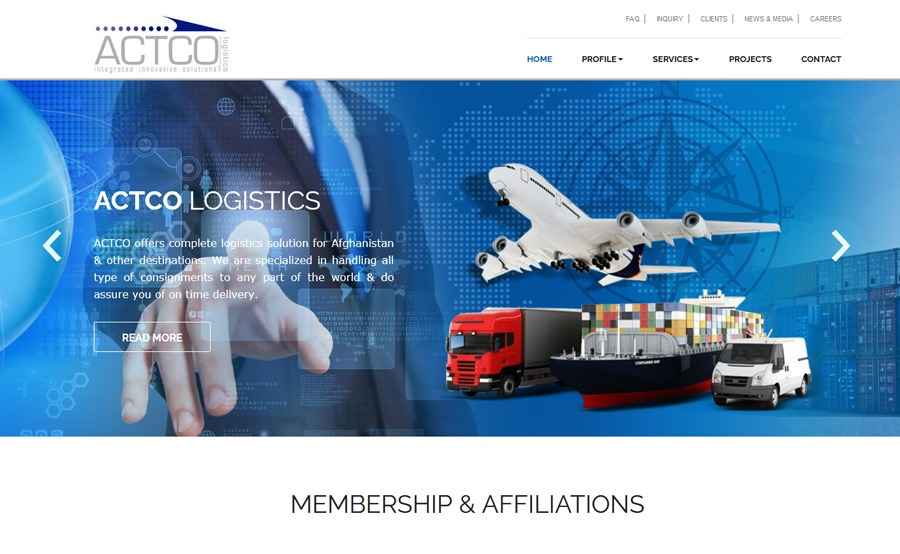 FAQ | INQUIRY | CLIENTS | NEWS & MEDIA | CAREERS
ACTCO
logistics
integrated innovative solutions
HOME PROFILE SERVICES PROJECTS CONTACT
WORLD
ACTCO LOGISTICS
ACTCO offers complete logistics solution for Afghanistan
& other destinations. We are specialized in handling all
type of consignments to any part of the world & do
assure you of on time delivery.
READ MORE
MEMBERSHIP & AFFILIATIONS